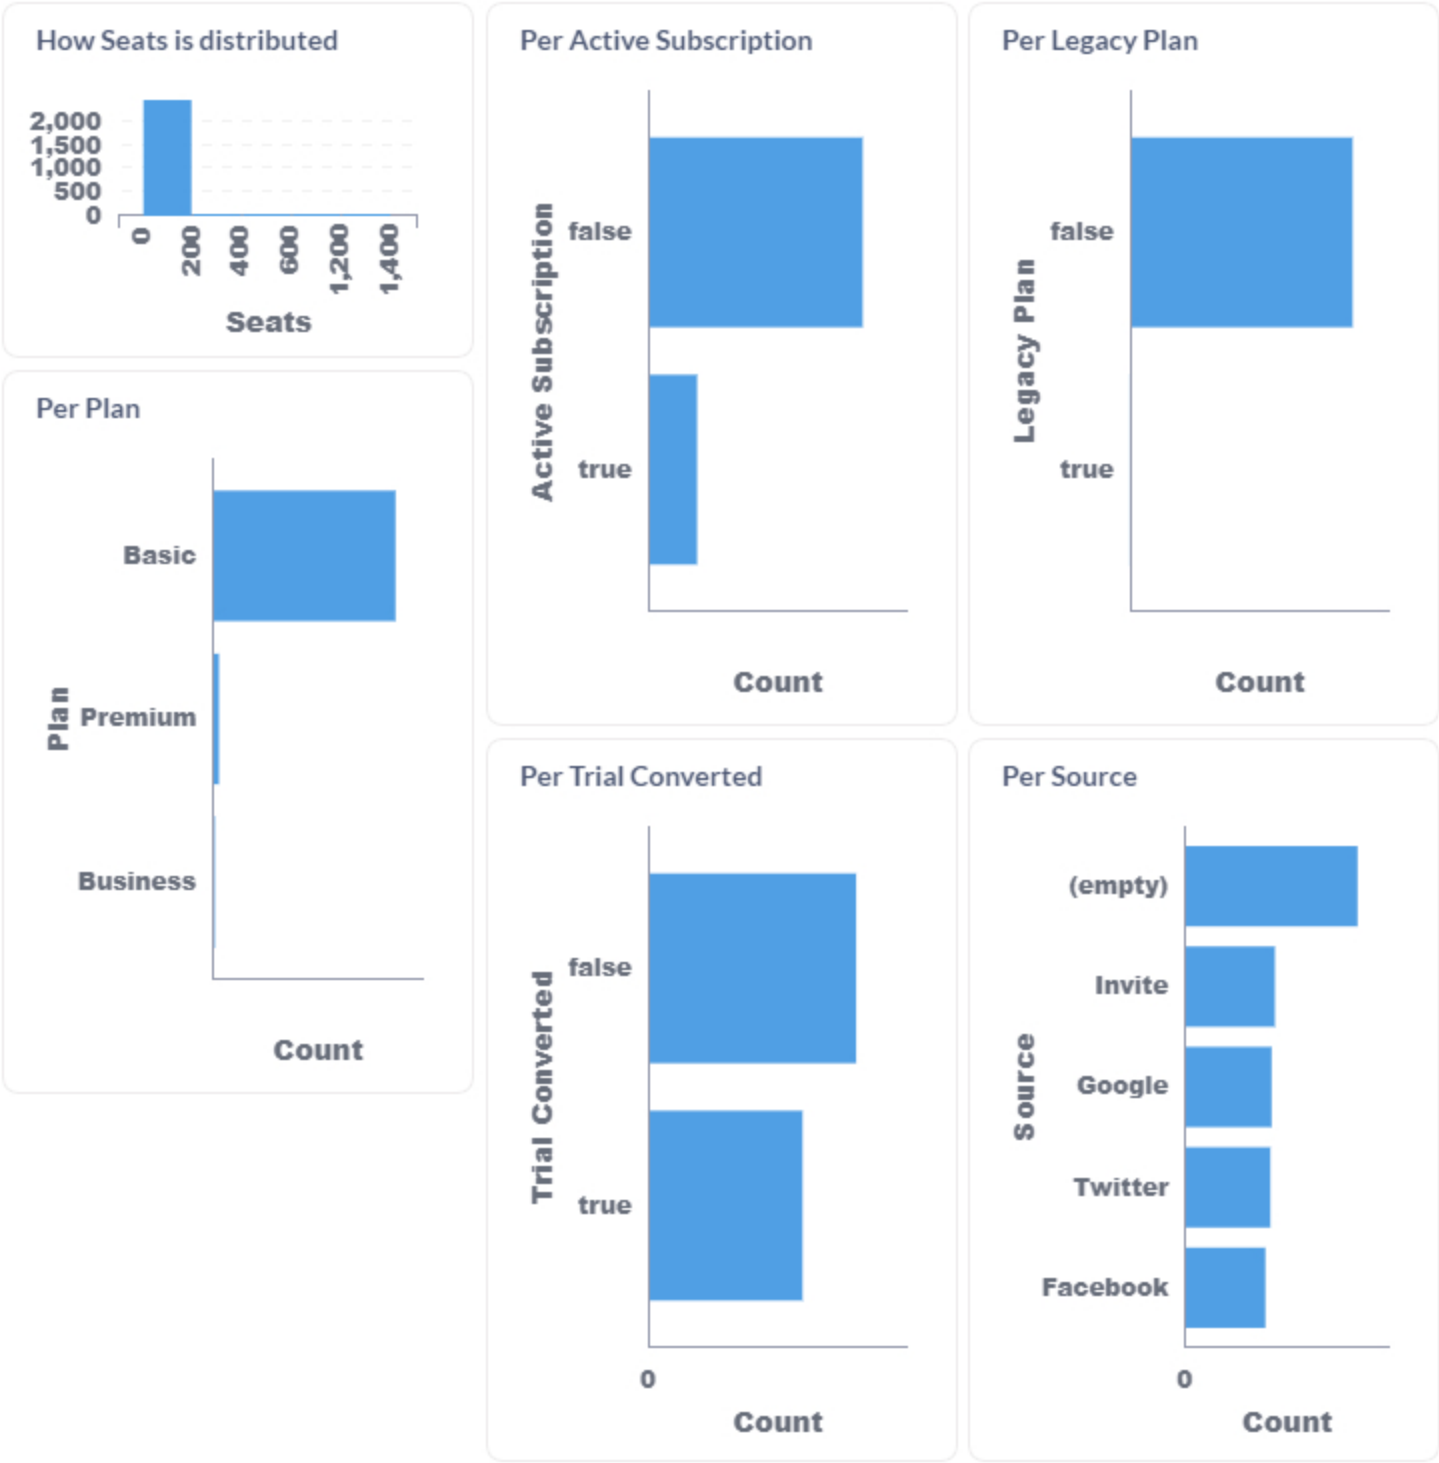 How Seats is distributed
2,000
1,500
1,000
500
0
0
200
400
600
1,200
1,400
Seats
Per Plan
Plan
Basic
Premium
Business
Count
Per Active Subscription
Active Subscription
false
true
Count
Per Legacy Plan
Legacy Plan
false
true
Count
Per Trial Converted
Trial Converted
false
true
0
Count
Per Source
Source
(empty)
Invite
Google
Twitter
Facebook
0
Count